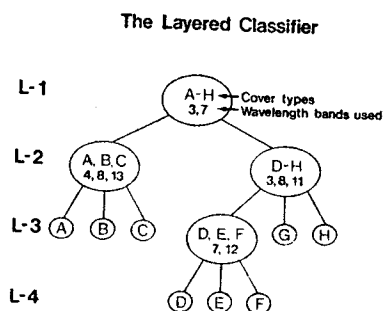 The Layered Classifier
L-1
A-H
Cover types
3,7
Wavelength bands used
L-2
A, B, C
4, 8, 13
D-H
3, 8, 11
L-3
A
B
C
D, E, F
7, 12
G
H
L-4
D
E
F